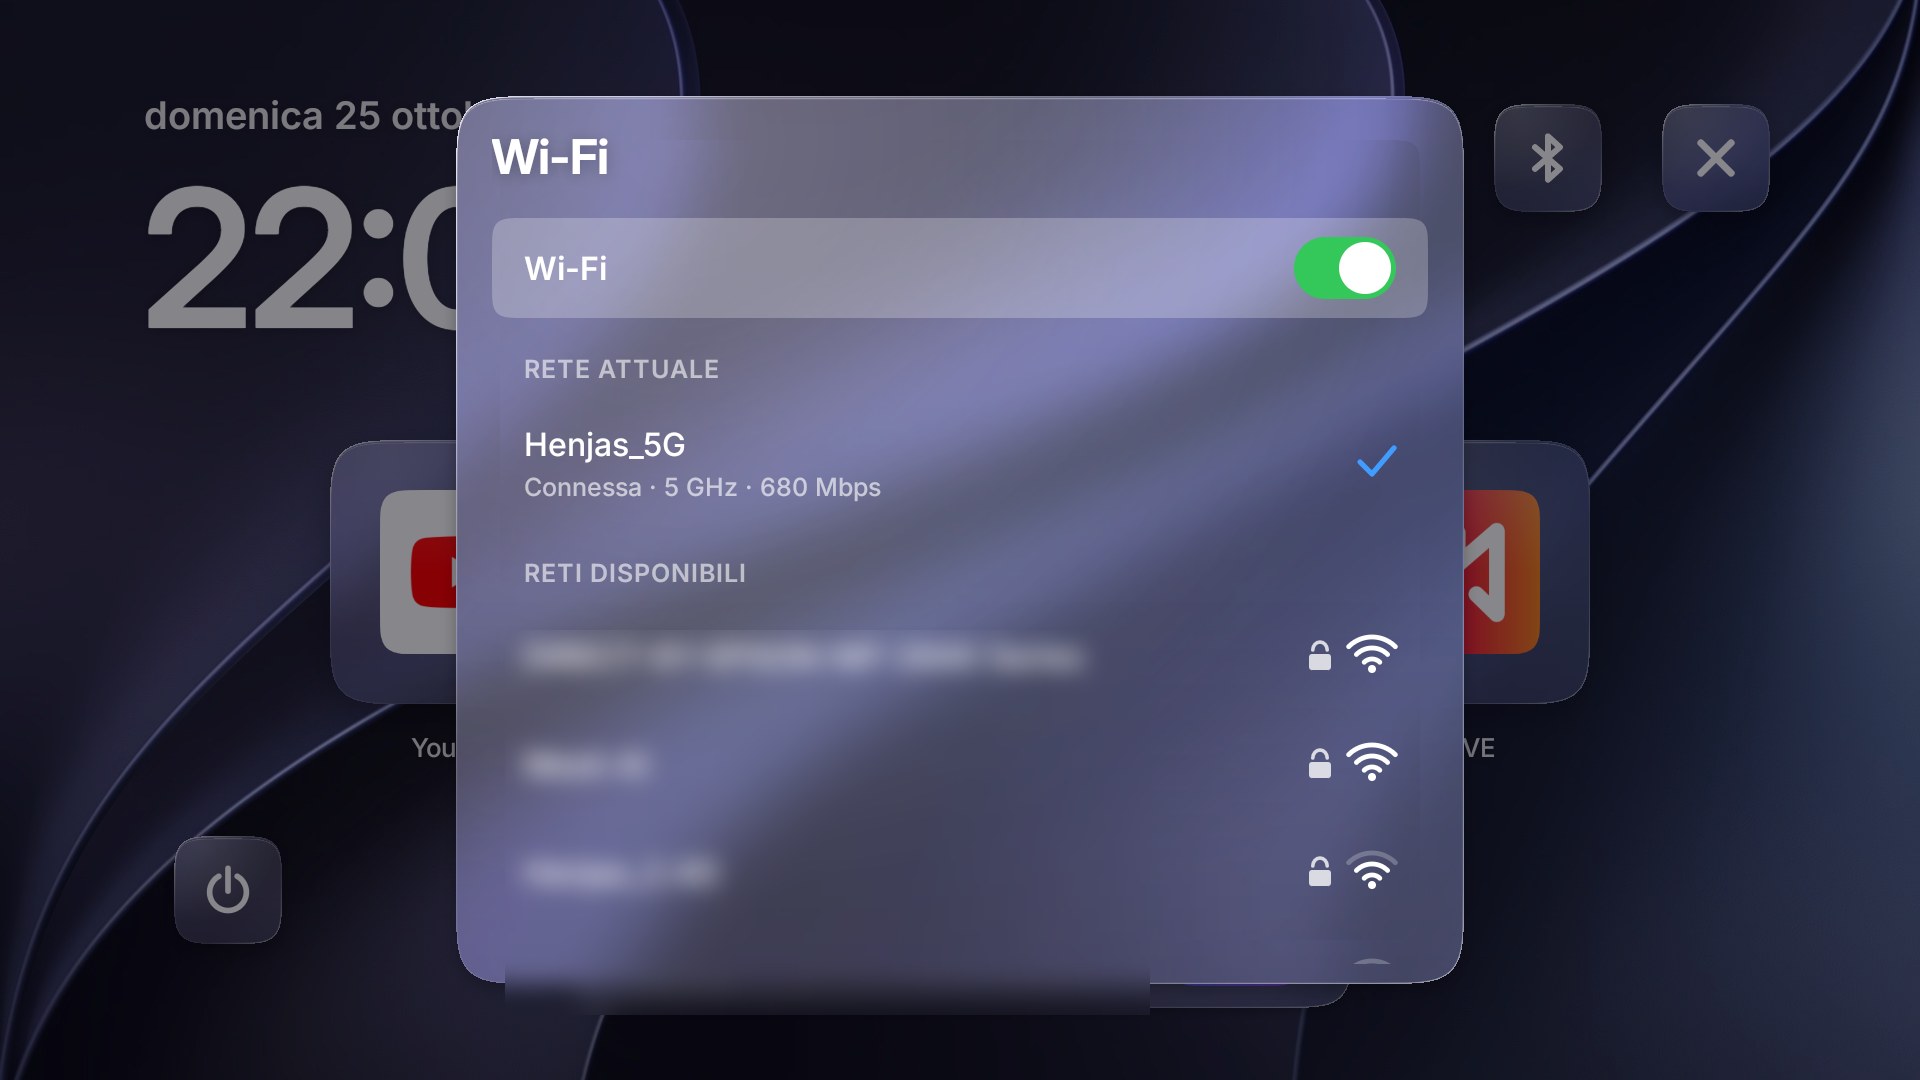 domenica 25 otto
22:0
Wi-Fi
Wi-Fi
RETE ATTUALE
Henjas_5G
Connessa · 5 GHz · 680 Mbps
RETI DISPONIBILI
You
VE